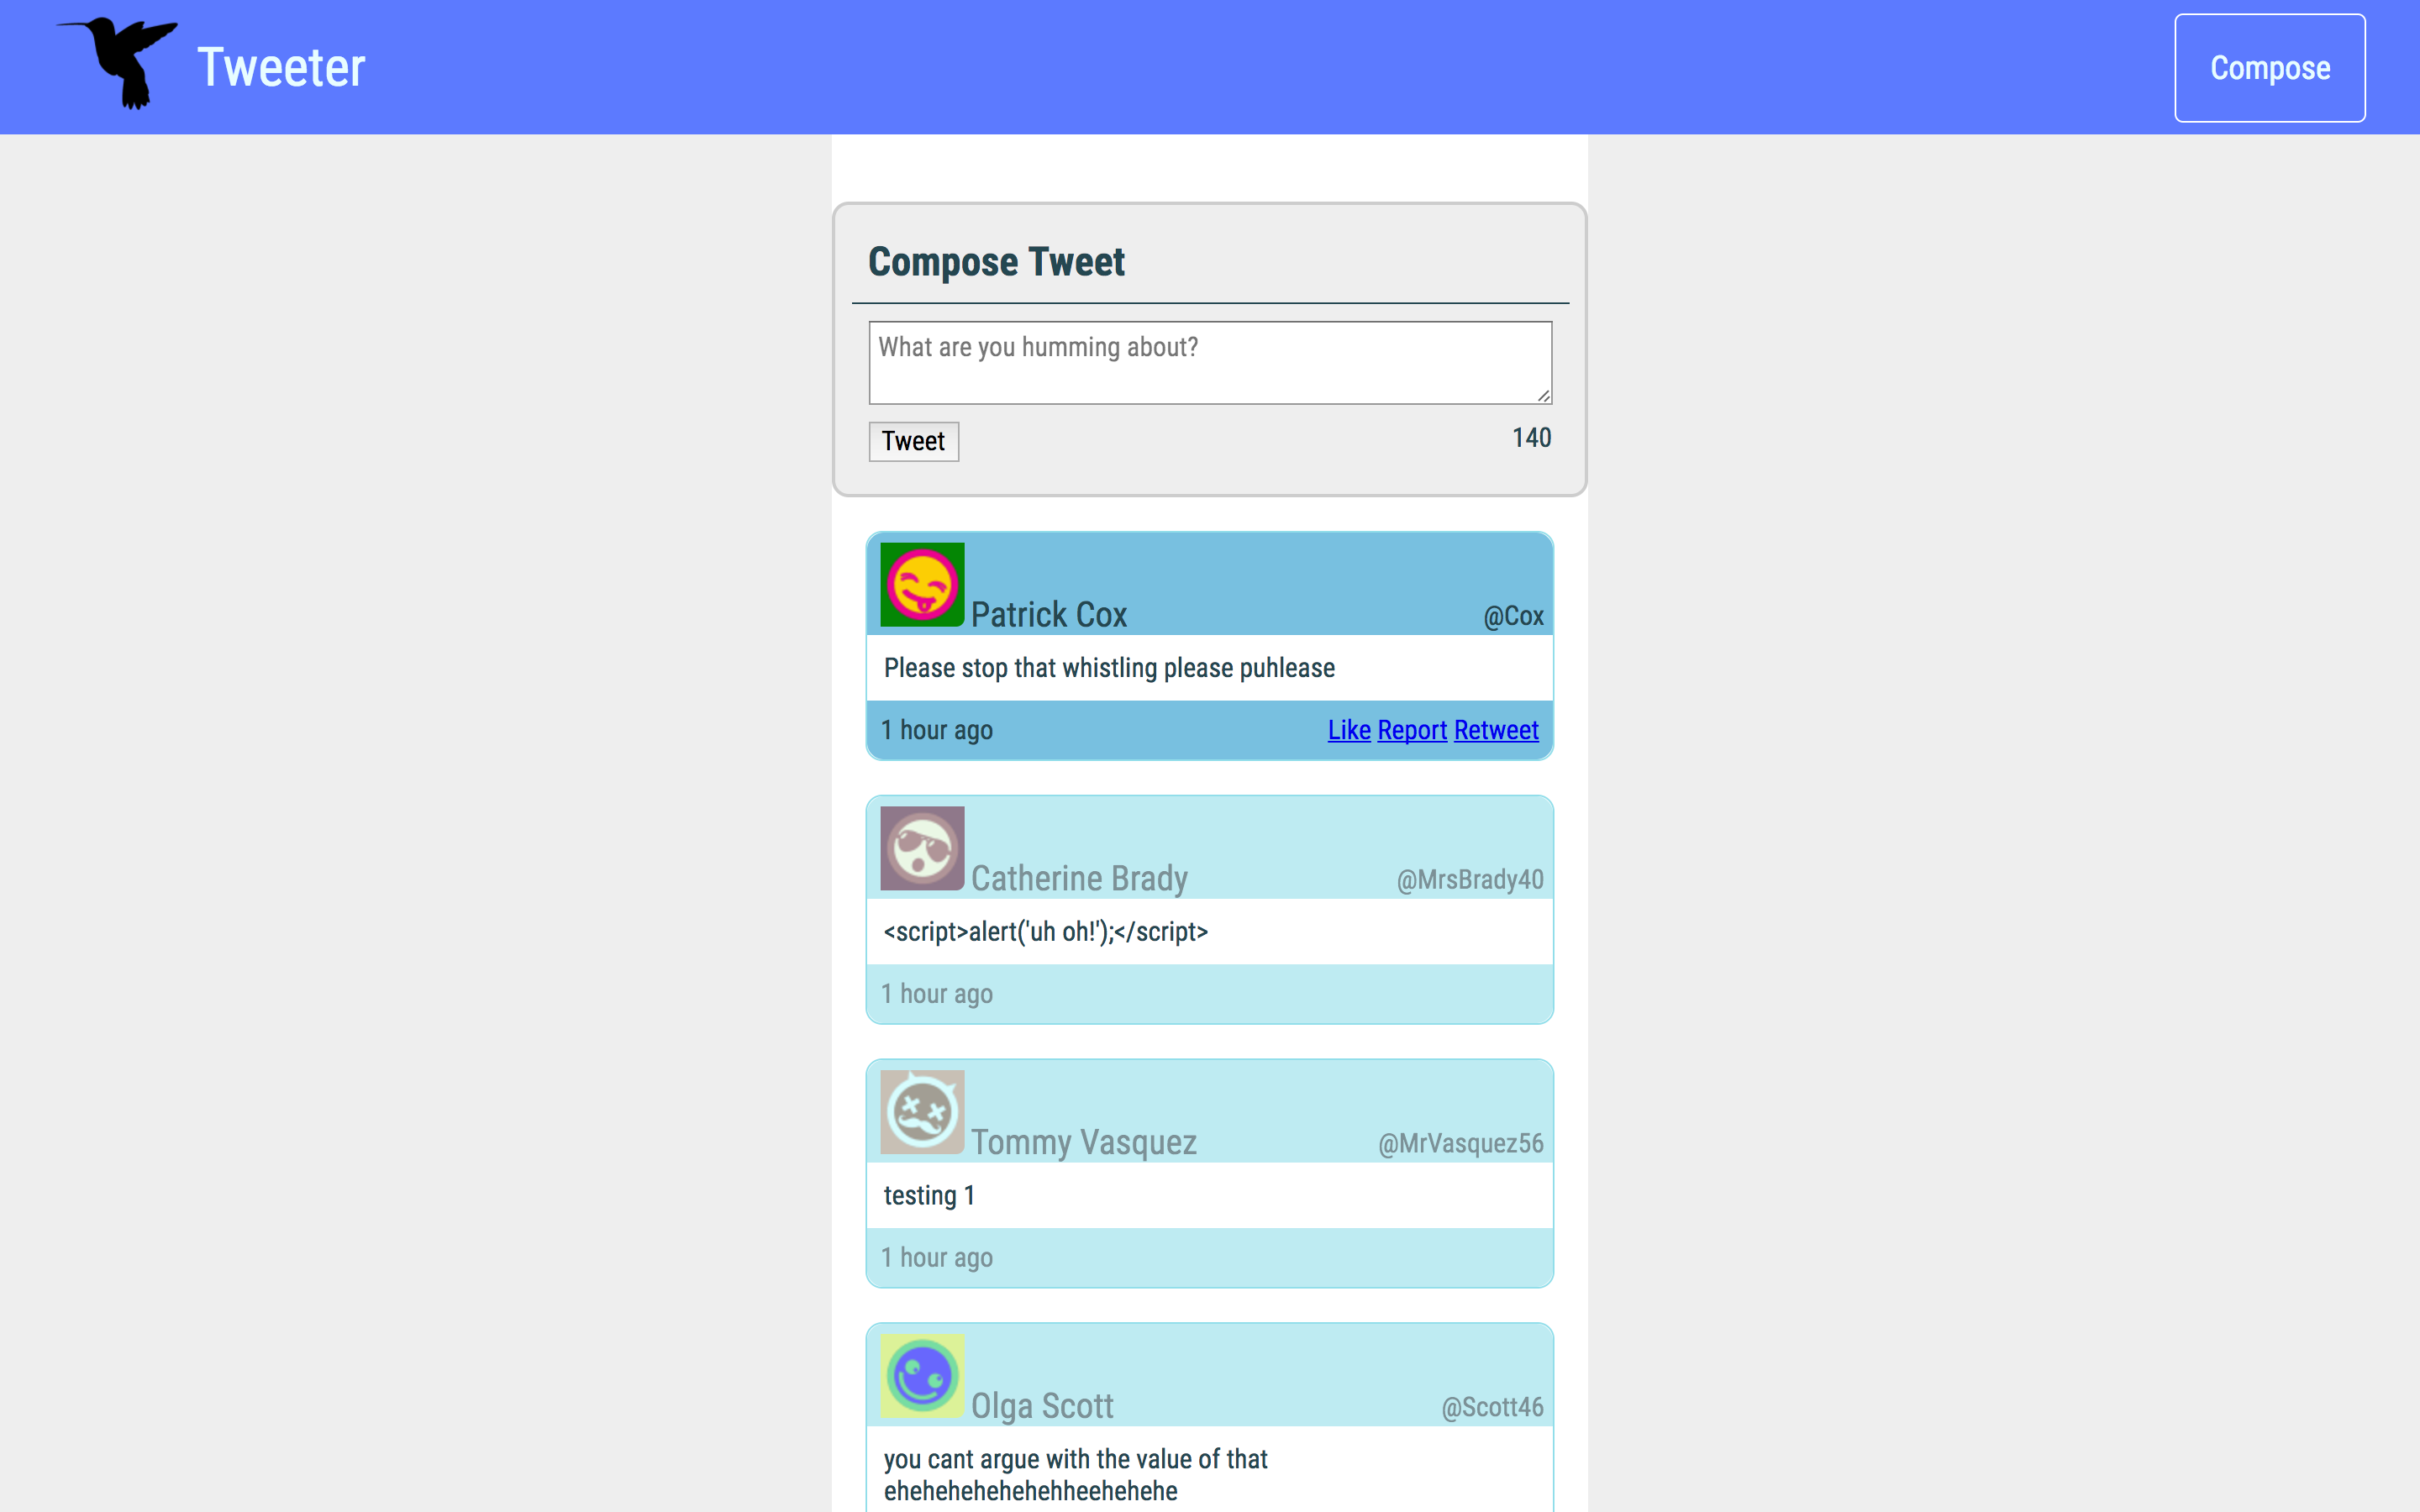 Tweeter
Compose
Compose Tweet
What are you humming about?
Tweet
140
Patrick Cox
@Cox
Please stop that whistling please puhlease
1 hour ago
Like Report Retweet
Catherine Brady
@MrsBrady40
<script>alert('uh oh!');</script>
1 hour ago
Tommy Vasquez
@MrVasquez56
testing 1
1 hour ago
Olga Scott
@Scott46
you cant argue with the value of that
ehehehehehehehheehehehe